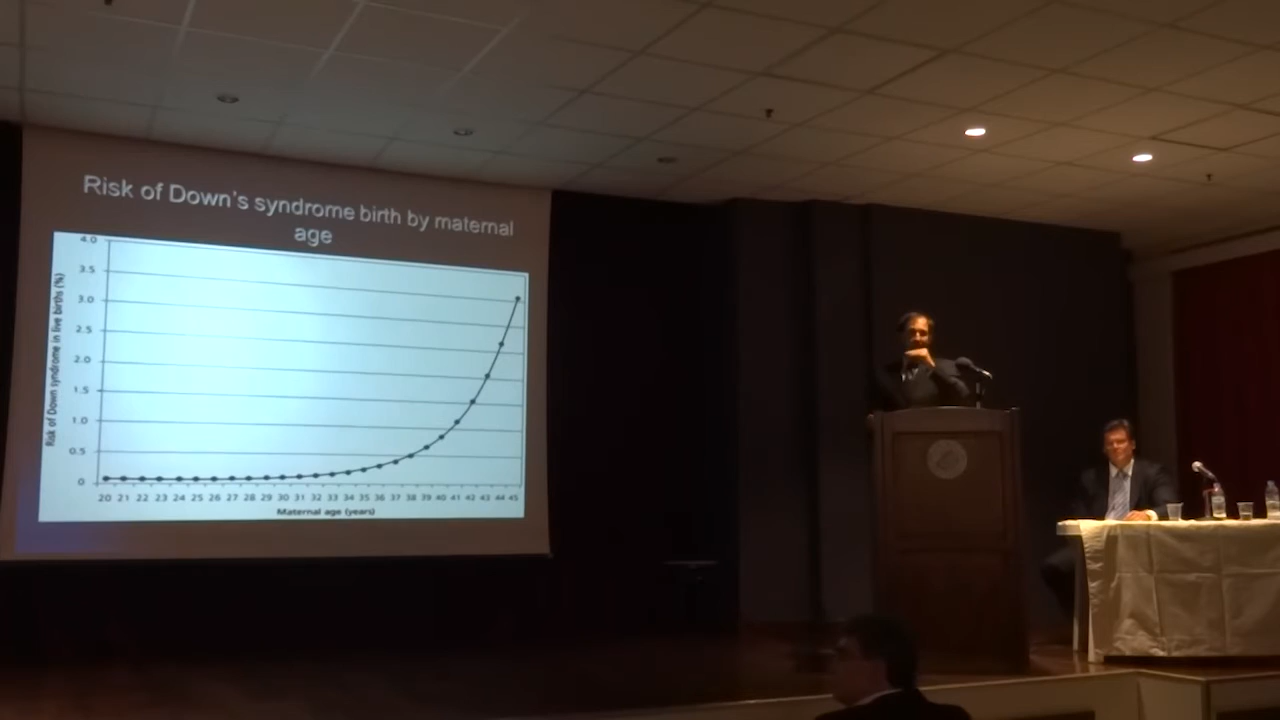 Risk of Down's syndrome birth by maternal
age
4.0
3.5
3.0
2.5
2.0
1.5
1.0
0.5
0
Risk of Down syndrome in live births (%)
20 21 22 23 24 25 26 27 28 29 30 31 32 33 34 35 36 37 38 39 40 41 42 43 44 45
Maternal age (years)